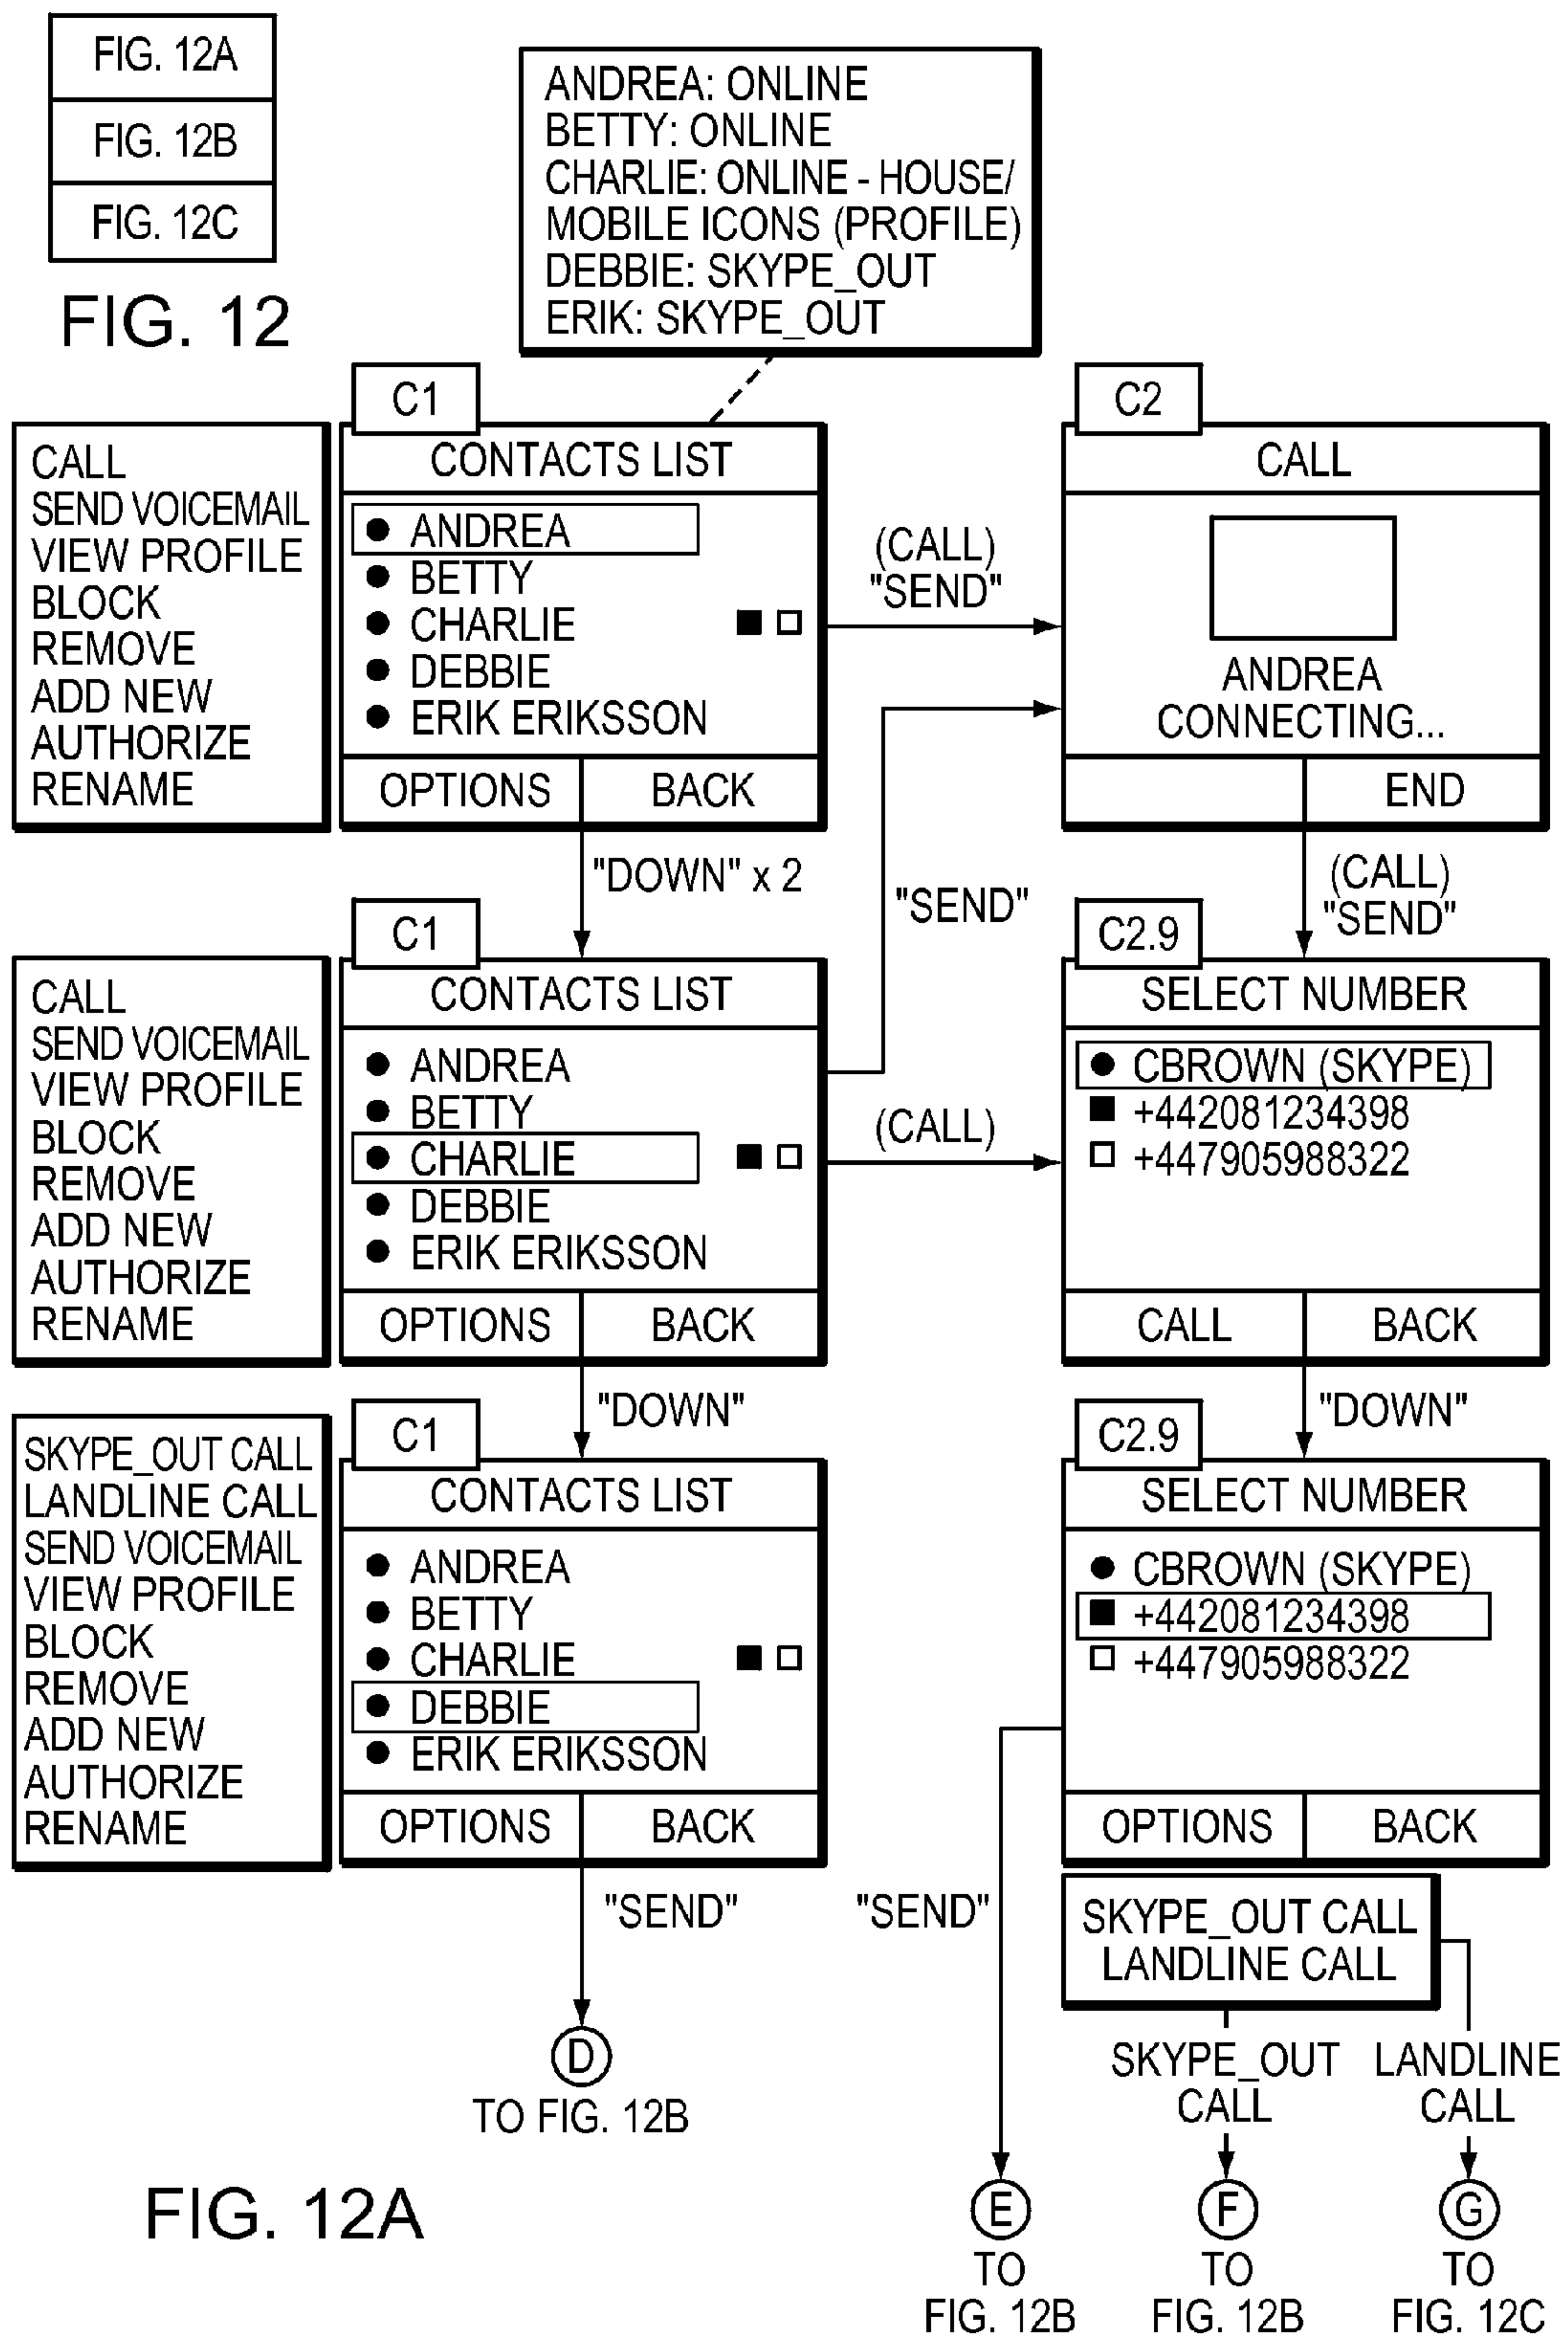 FIG. 12A
FIG. 12B
FIG. 12C
FIG. 12
ANDREA: ONLINE
BETTY: ONLINE
CHARLIE: ONLINE - HOUSE/
MOBILE ICONS (PROFILE)
DEBBIE: SKYPE_OUT
ERIK: SKYPE_OUT
CALL
SEND VOICEMAIL
VIEW PROFILE
BLOCK
REMOVE
ADD NEW
AUTHORIZE
RENAME
C1
CONTACTS LIST
ANDREA
BETTY
CHARLIE
DEBBIE
ERIK ERIKSSON
OPTIONS
BACK
(CALL)
"SEND"
C2
CALL
ANDREA
CONNECTING...
END
"DOWN" x 2
"SEND"
(CALL)
"SEND"
CALL
SEND VOICEMAIL
VIEW PROFILE
BLOCK
REMOVE
ADD NEW
AUTHORIZE
RENAME
C1
CONTACTS LIST
ANDREA
BETTY
CHARLIE
DEBBIE
ERIK ERIKSSON
OPTIONS
BACK
(CALL)
C2.9
SELECT NUMBER
CBROWN (SKYPE)
+442081234398
+447905988322
CALL
BACK
"DOWN"
"DOWN"
SKYPE_OUT CALL
LANDLINE CALL
SEND VOICEMAIL
VIEW PROFILE
BLOCK
REMOVE
ADD NEW
AUTHORIZE
RENAME
C1
CONTACTS LIST
ANDREA
BETTY
CHARLIE
DEBBIE
ERIK ERIKSSON
OPTIONS
BACK
C2.9
SELECT NUMBER
CBROWN (SKYPE)
+442081234398
+447905988322
OPTIONS
BACK
"SEND"
"SEND"
SKYPE_OUT CALL
LANDLINE CALL
SKYPE_OUT
CALL
LANDLINE
CALL
D
TO FIG. 12B
E
TO
FIG. 12B
F
TO
FIG. 12B
G
TO
FIG. 12C
FIG. 12A